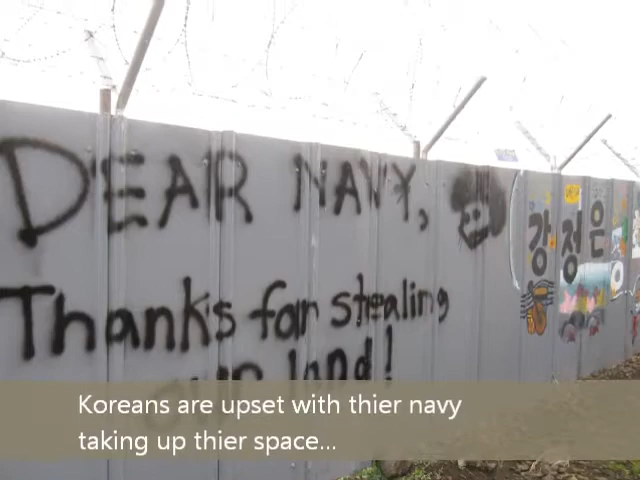 DEAR NAVY,
강정은
Thanks for stealing
our land!
Koreans are upset with thier navy
taking up thier space...